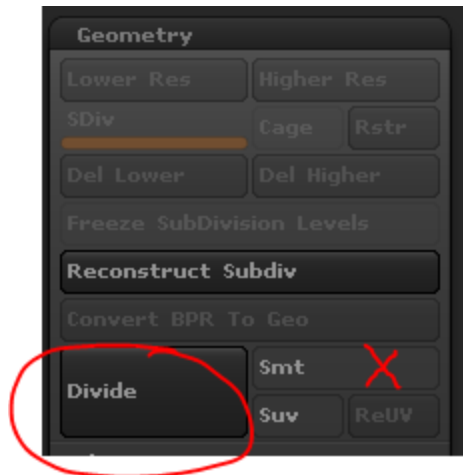 Geometry
Lower Res Higher Res
SDiv Cage Rstr
Del Lower Del Higher
Freeze SubDivision Levels
Reconstruct Subdiv
Convert BPR To Geo
Divide Smt
Suv ReUV